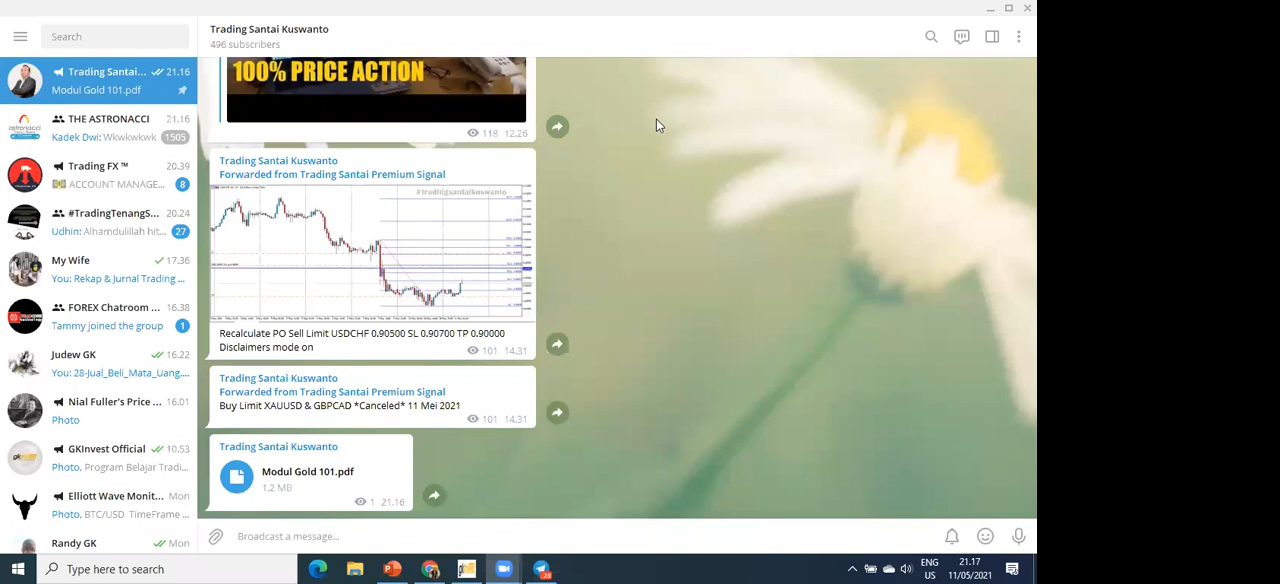 Search
Trading Santai Kuswanto
496 subscribers
Trading Santai...
21.16
Modul Gold 101.pdf
THE ASTRONACCI
21.16
Kadek Dwi: Wkwkwkwk
1505
Trading FX ™
20.39
ACCOUNT MANAGE...
8
#TradingTenangS...
20.24
Udhin: Alhamdulillah hit...
27
My Wife
17.36
You: Rekap & Jurnal Trading ...
FOREX Chatroom ...
16.38
Tammy joined the group
1
Judew GK
16.22
You: 28-Jual_Beli_Mata_Uang....
Nial Fuller's Price ...
16.01
Photo
GKInvest Official
10.53
Photo, Program Belajar Tradi...
Elliott Wave Monit...
Mon
Photo, BTC/USD TimeFrame ...
Randy GK
Mon
100% PRICE ACTION
118 12.26
Trading Santai Kuswanto
Forwarded from Trading Santai Premium Signal
#tradingsantaikuswanto
Recalculate PO Sell Limit USDCHF 0.90500 SL 0.90700 TP 0.90000
Disclaimers mode on
101 14.31
Trading Santai Kuswanto
Forwarded from Trading Santai Premium Signal
Buy Limit XAUUSD & GBPCAD *Canceled* 11 Mei 2021
101 14.31
Trading Santai Kuswanto
Modul Gold 101.pdf
1.2 MB
1 21.16
Broadcast a message...
Type here to search
ENG
US
21.17
11/05/2021